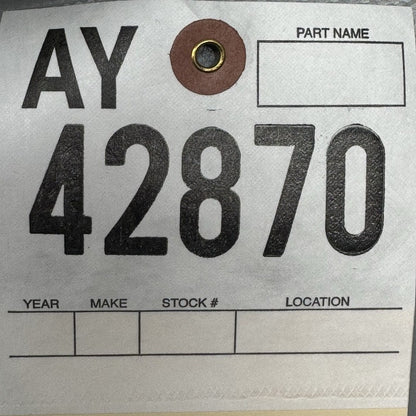 AY
PART NAME
42870
YEAR MAKE STOCK # LOCATION